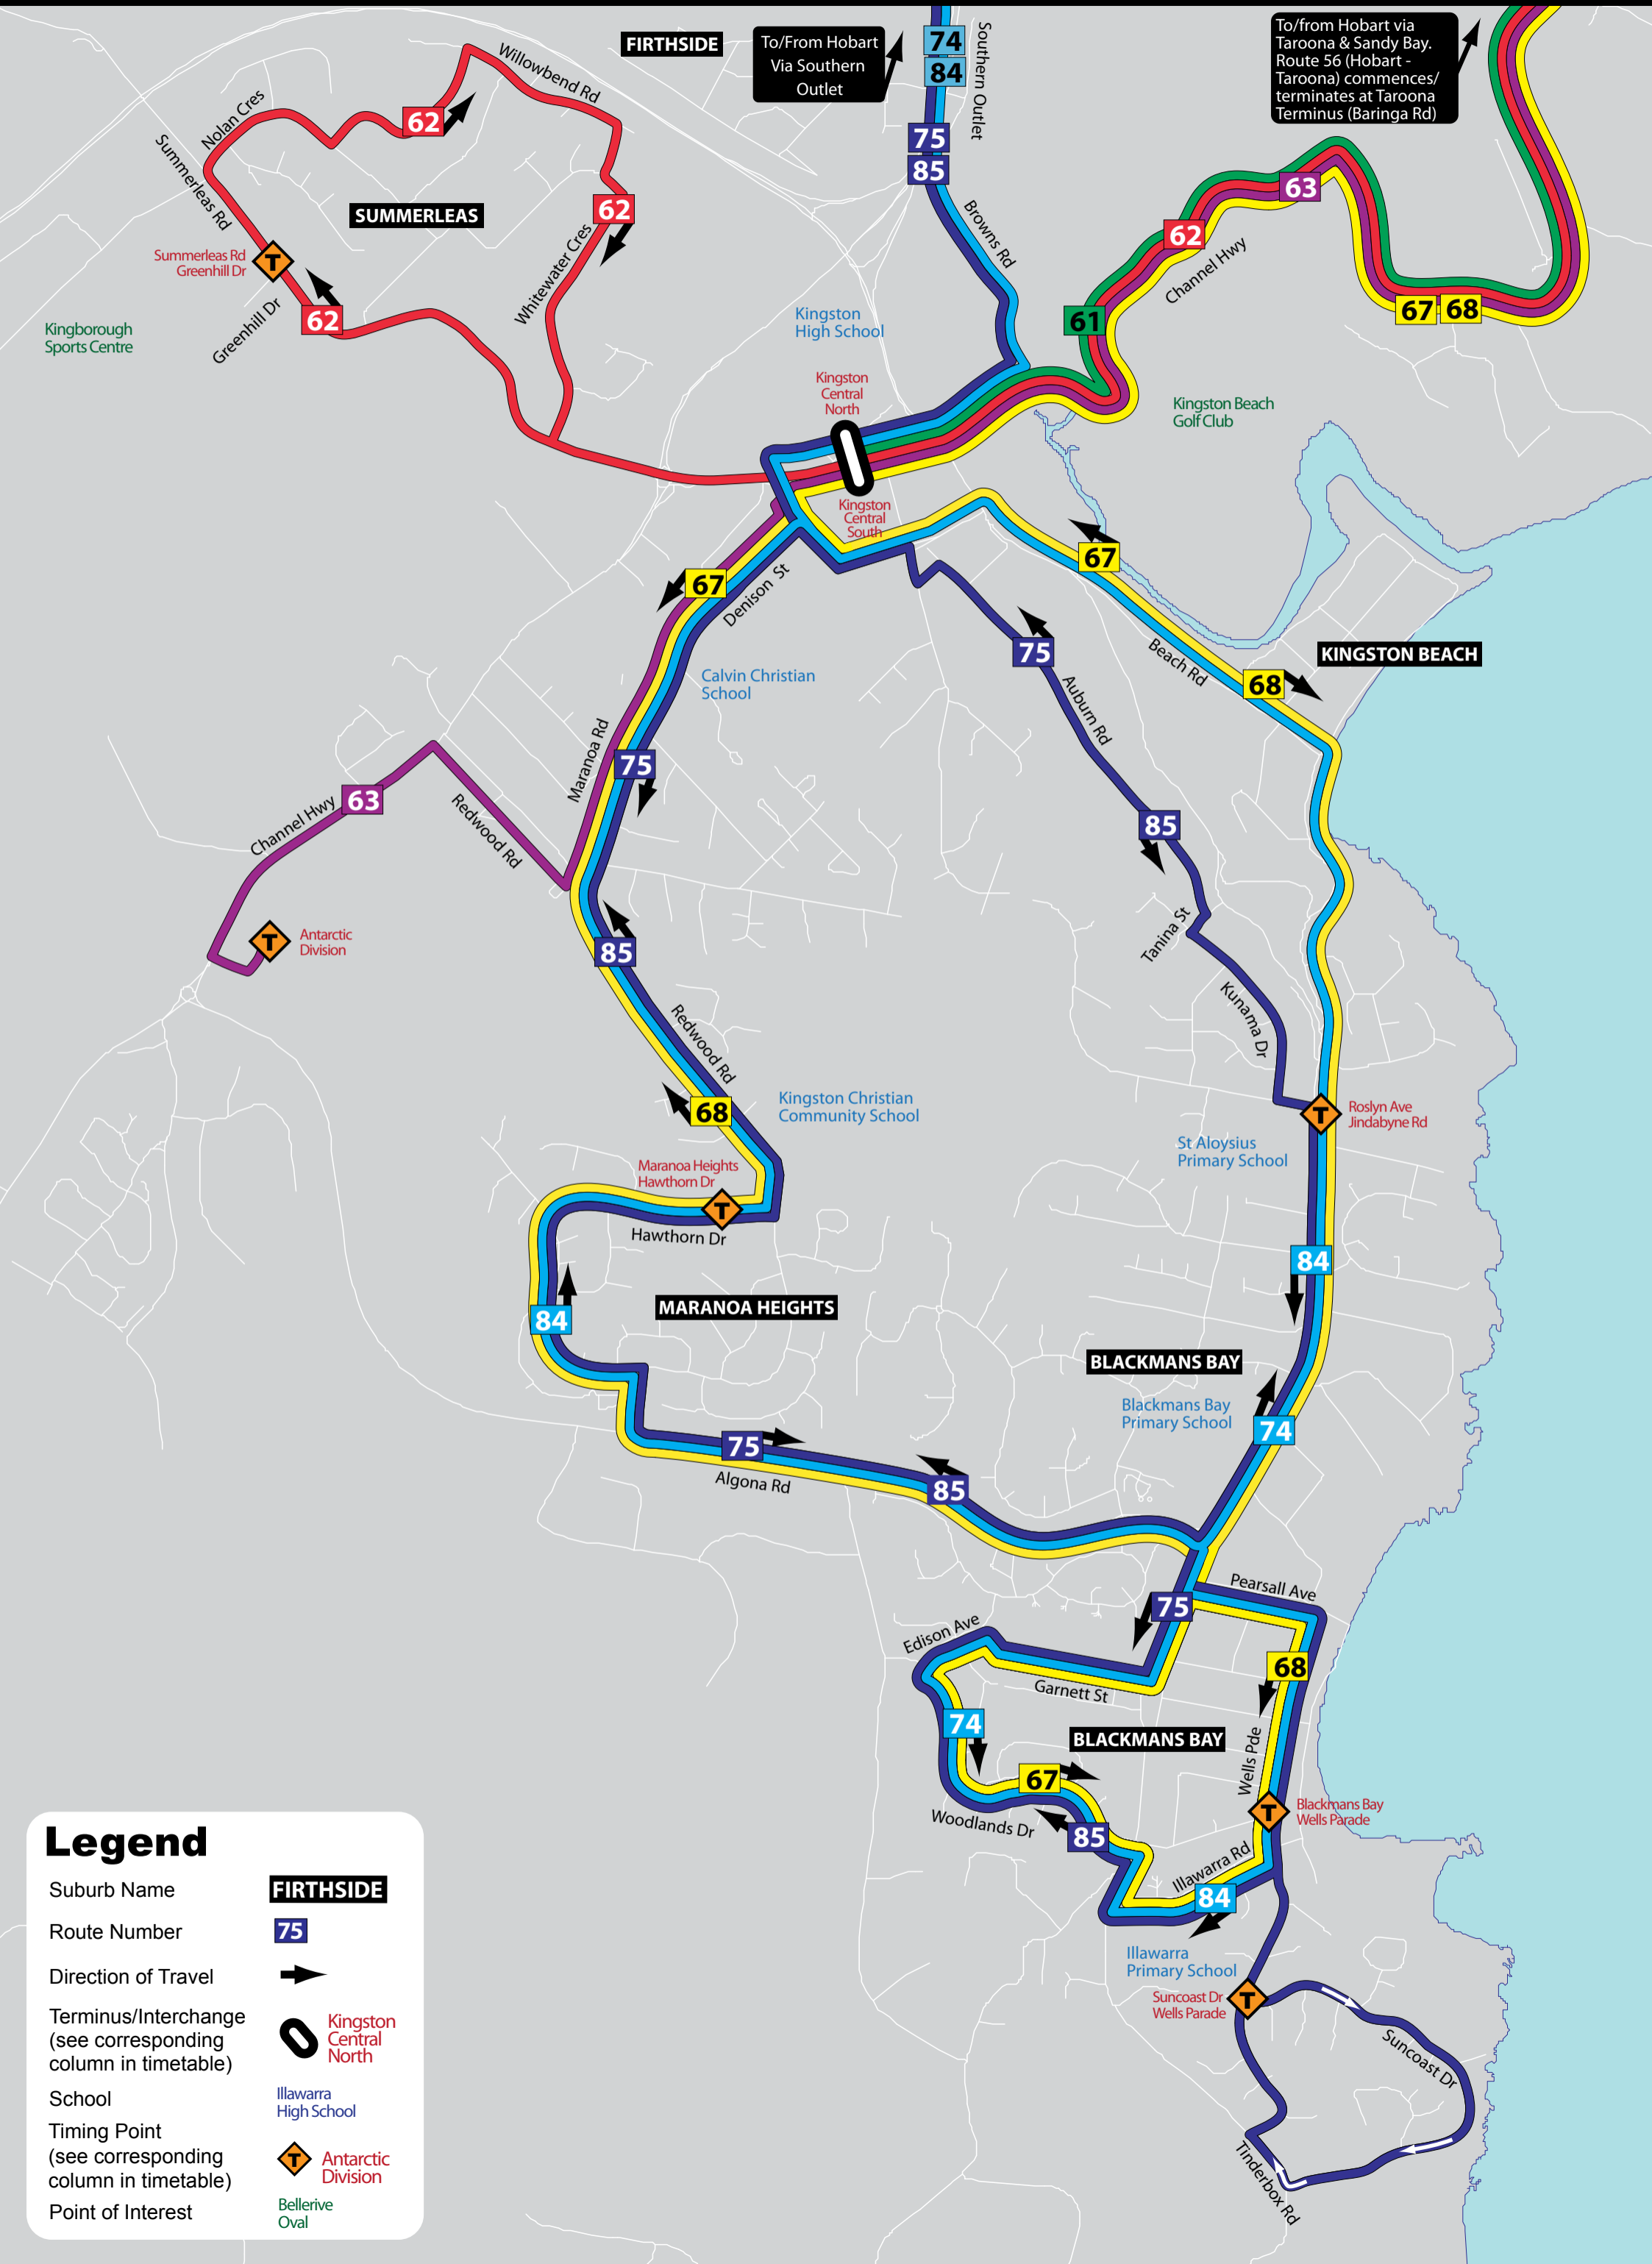 FIRTHSIDE
To/From Hobart
Via Southern
Outlet
74
84
Southern Outlet
75
85
To/from Hobart via
Taroona & Sandy Bay.
Route 56 (Hobart -
Taroona) commences/
terminates at Taroona
Terminus (Baringa Rd)
Willowbend Rd
Nolan Cres
62
Summerleas Rd
SUMMERLEAS
62
Whitewater Cres
Summerleas Rd
Greenhill Dr
62
Greenhill Dr
Kingborough
Sports Centre
Browns Rd
63
62
Channel Hwy
61
67
68
Kingston
High School
Kingston
Central
North
Kingston Beach
Golf Club
Kingston
Central
South
67
Denison St
67
75
Beach Rd
KINGSTON BEACH
68
Calvin Christian
School
Auburn Rd
Maranoa Rd
75
63
Channel Hwy
Redwood Rd
85
Antarctic
Division
T
85
Tanina St
Kunama Dr
Redwood Rd
68
Kingston Christian
Community School
T
Roslyn Ave
Jindabyne Rd
St Aloysius
Primary School
Maranoa Heights
Hawthorn Dr
T
Hawthorn Dr
84
84
MARANOA HEIGHTS
BLACKMANS BAY
Blackmans Bay
Primary School
74
75
Algona Rd
85
Pearsall Ave
75
Edison Ave
Garnett St
68
74
BLACKMANS BAY
Wells Pde
67
Woodlands Dr
85
T
Blackmans Bay
Wells Parade
Illawarra Rd
84
Illawarra
Primary School
Suncoast Dr
Wells Parade
T
Suncoast Dr
Tinderbox Rd
T
Legend
Suburb Name
FIRTHSIDE
Route Number
75
Direction of Travel
Terminus/Interchange
(see corresponding
column in timetable)
Kingston
Central
North
School
Illawarra
High School
Timing Point
(see corresponding
column in timetable)
T
Antarctic
Division
Point of Interest
Bellerive
Oval